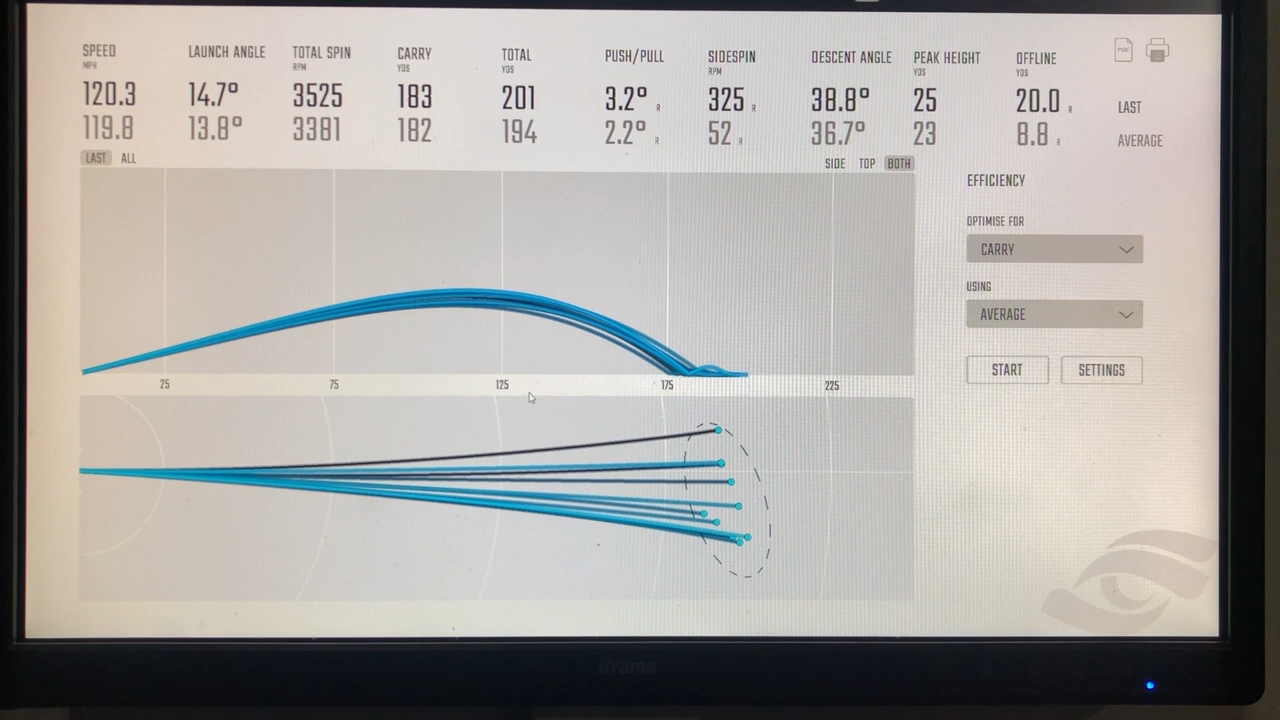 SPEED LAUNCH ANGLE TOTAL SPIN CARRY TOTAL PUSH/PULL SIDESPIN DESCENT ANGLE PEAK HEIGHT OFFLINE PDF
MPH RPM YDS YDS RPM YDS YDS
120.3 14.7° 3525 183 201 3.2° R 325 R 38.8° 25 20.0 R LAST
119.8 13.8° 3381 182 194 2.2° R 52 R 36.7° 23 8.8 R AVERAGE
LAST ALL SIDE TOP BOTH
EFFICIENCY
OPTIMISE FOR
CARRY
USING
AVERAGE
START SETTINGS
25 75 125 175 225
iiyama